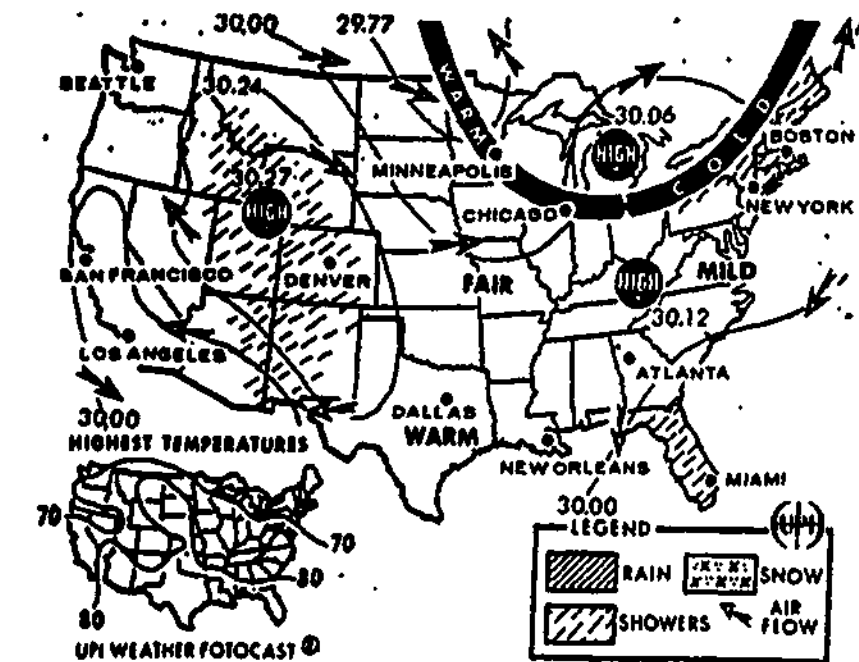 30.00
29.77
SEATTLE
30.24
WARM
COLD
30.06
HIGH
BOSTON
MINNEAPOLIS
30.27
HIGH
CHICAGO
NEW YORK
SAN FRANCISCO
DENVER
FAIR
HIGH
MILD
30.12
LOS ANGELES
ATLANTA
30.00
DALLAS
WARM
HIGHEST TEMPERATURES
NEW ORLEANS
MIAMI
30.00
70
70
80
80
LEGEND
UPI
RAIN
SNOW
SHOWERS
AIR
FLOW
UPI WEATHER FOTOCAST